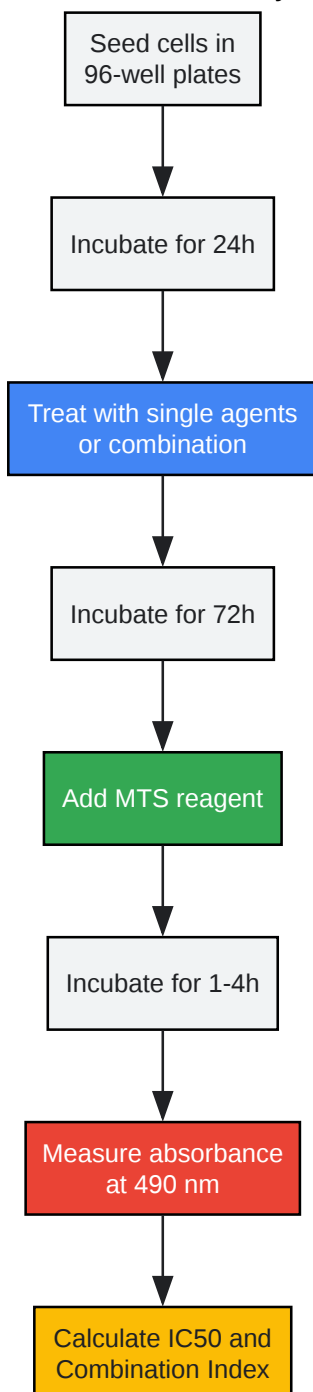 Seed cells in
96-well plates
Incubate for 24h
Treat with single agents
or combination
Incubate for 72h
Add MTS reagent
Incubate for 1-4h
Measure absorbance
at 490 nm
Calculate IC50 and
Combination Index